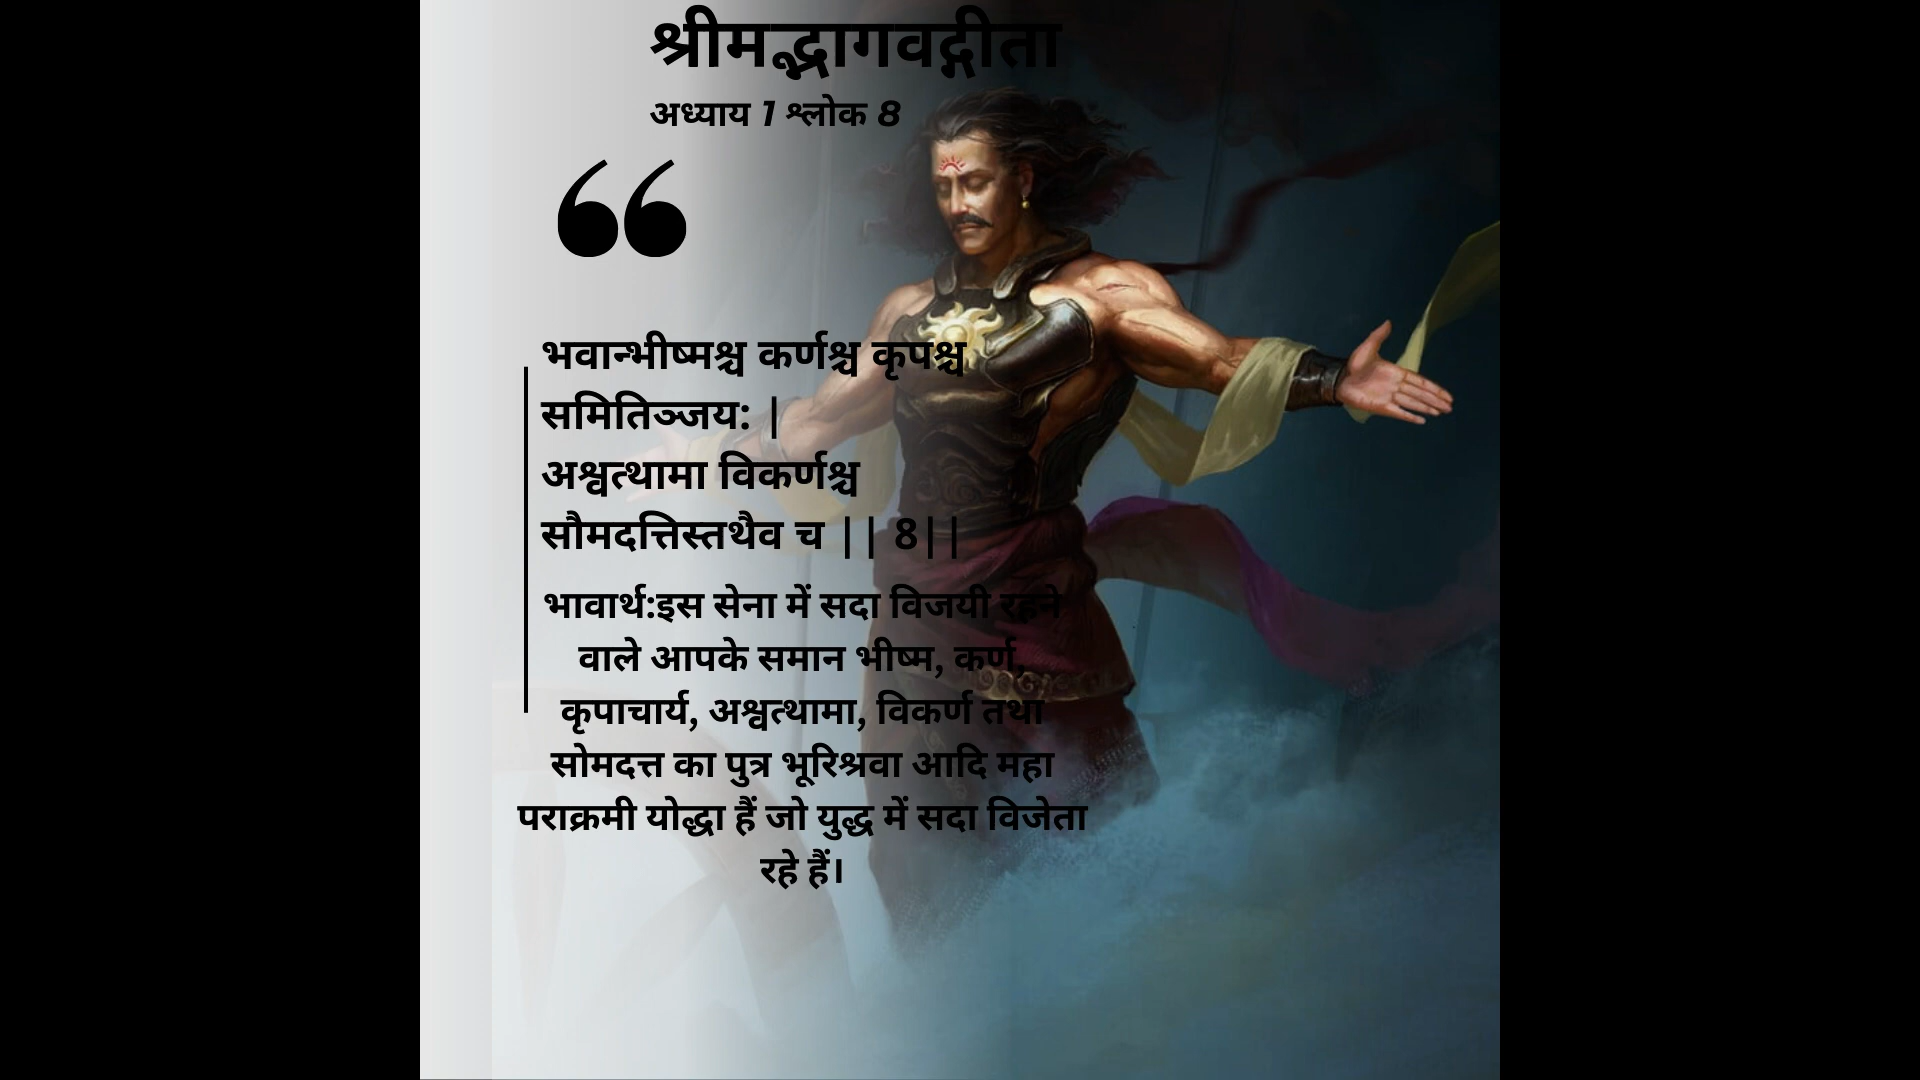 श्रीमद्भागवद्गीता
अध्याय 1 श्लोक 8
“
भवान्भीष्मश्च कर्णश्च कृपश्च
समितिञ्जय: |
अश्वत्थामा विकर्णश्च
सौमदत्तिस्तथैव च || 8||
भावार्थ:इस सेना में सदा विजयी रहने
वाले आपके समान भीष्म, कर्ण,
कृपाचार्य, अश्वत्थामा, विकर्ण तथा
सोमदत्त का पुत्र भूरिश्रवा आदि महा
पराक्रमी योद्धा हैं जो युद्ध में सदा विजेता
रहे हैं।